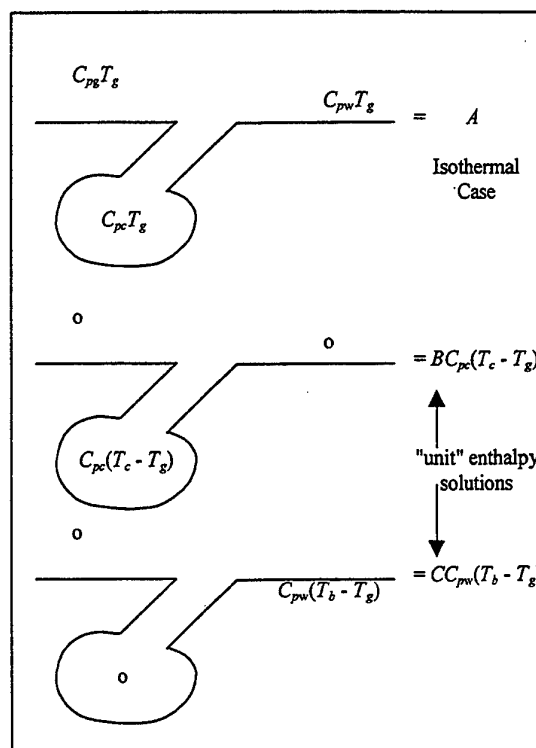 C_{pg}T_g
C_{pw}T_g = A
Isothermal
Case
C_{pc}T_g
o
o
= BC_{pc}(T_c - T_g)
C_{pc}(T_c - T_g)
"unit" enthalpy
solutions
o
C_{pw}(T_b - T_g) = CC_{pw}(T_b - T_g)
o